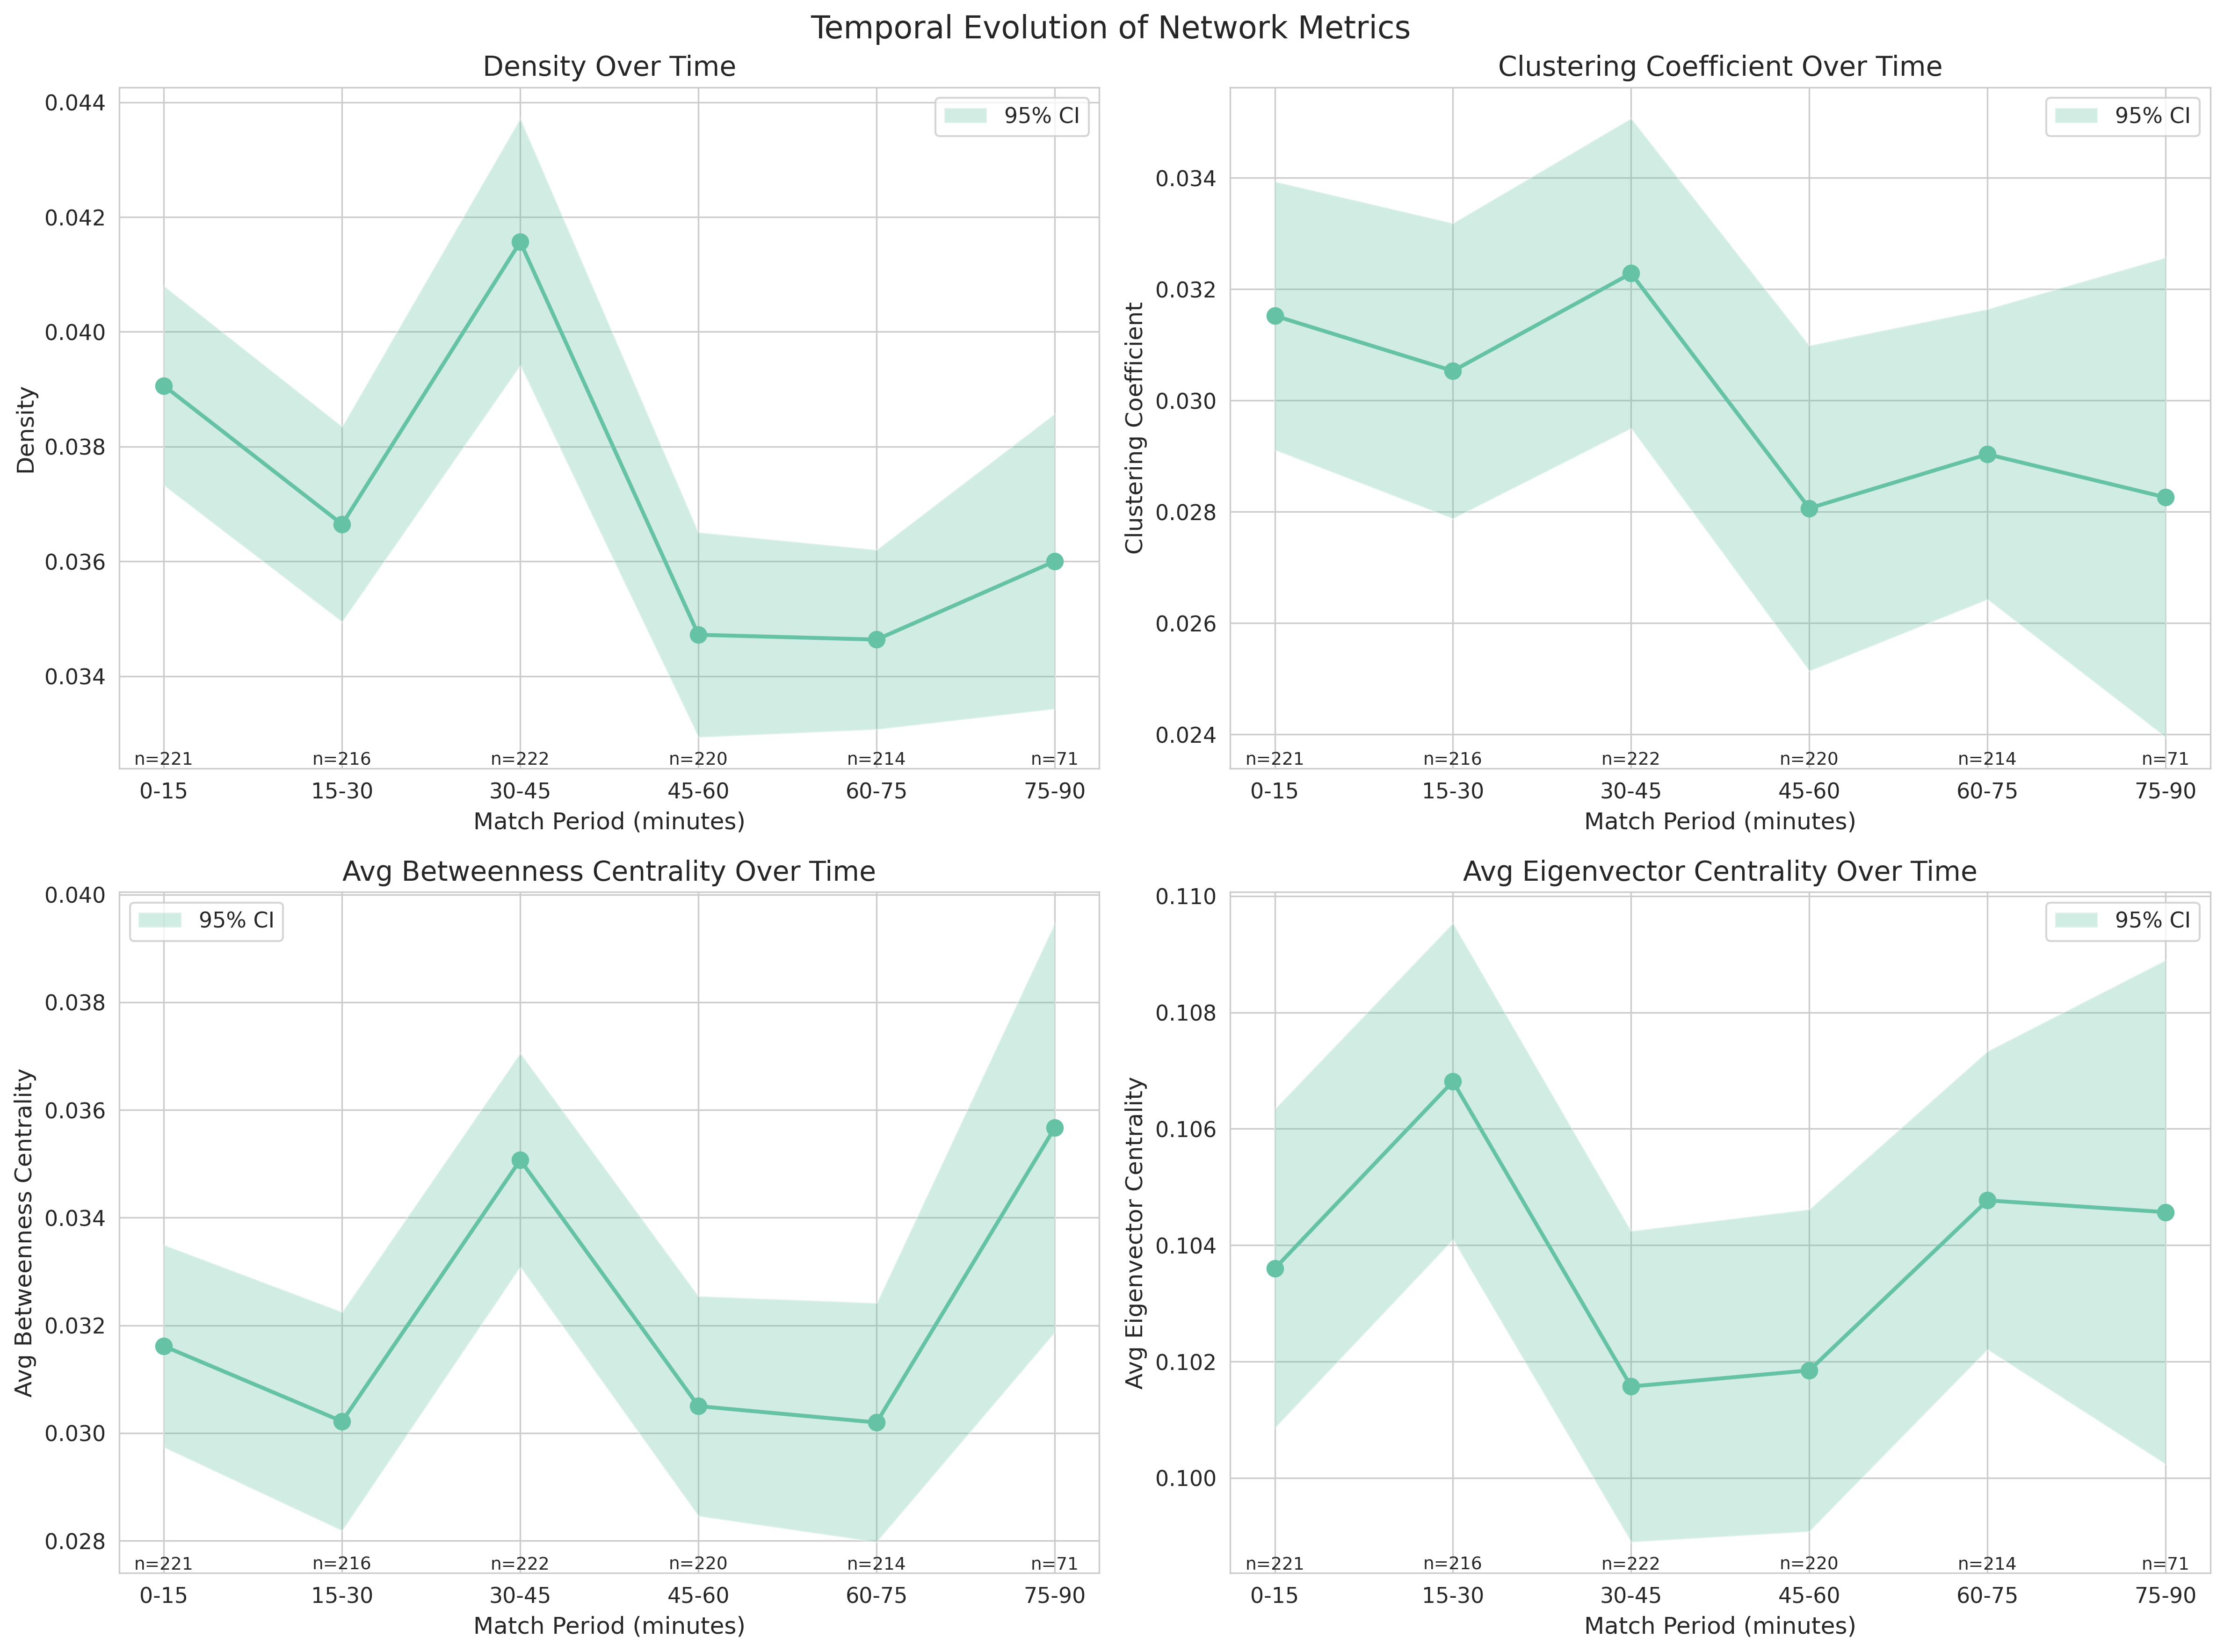 Temporal Evolution of Network Metrics
Density Over Time
95% CI
0.044
0.042
0.040
0.038
0.036
0.034
Density
n=221 n=216 n=222 n=220 n=214 n=71
0-15 15-30 30-45 45-60 60-75 75-90
Match Period (minutes)
Clustering Coefficient Over Time
95% CI
0.034
0.032
0.030
0.028
0.026
0.024
Clustering Coefficient
n=221 n=216 n=222 n=220 n=214 n=71
0-15 15-30 30-45 45-60 60-75 75-90
Match Period (minutes)
Avg Betweenness Centrality Over Time
95% CI
0.040
0.038
0.036
0.034
0.032
0.030
0.028
Avg Betweenness Centrality
n=221 n=216 n=222 n=220 n=214 n=71
0-15 15-30 30-45 45-60 60-75 75-90
Match Period (minutes)
Avg Eigenvector Centrality Over Time
95% CI
0.110
0.108
0.106
0.104
0.102
0.100
Avg Eigenvector Centrality
n=221 n=216 n=222 n=220 n=214 n=71
0-15 15-30 30-45 45-60 60-75 75-90
Match Period (minutes)